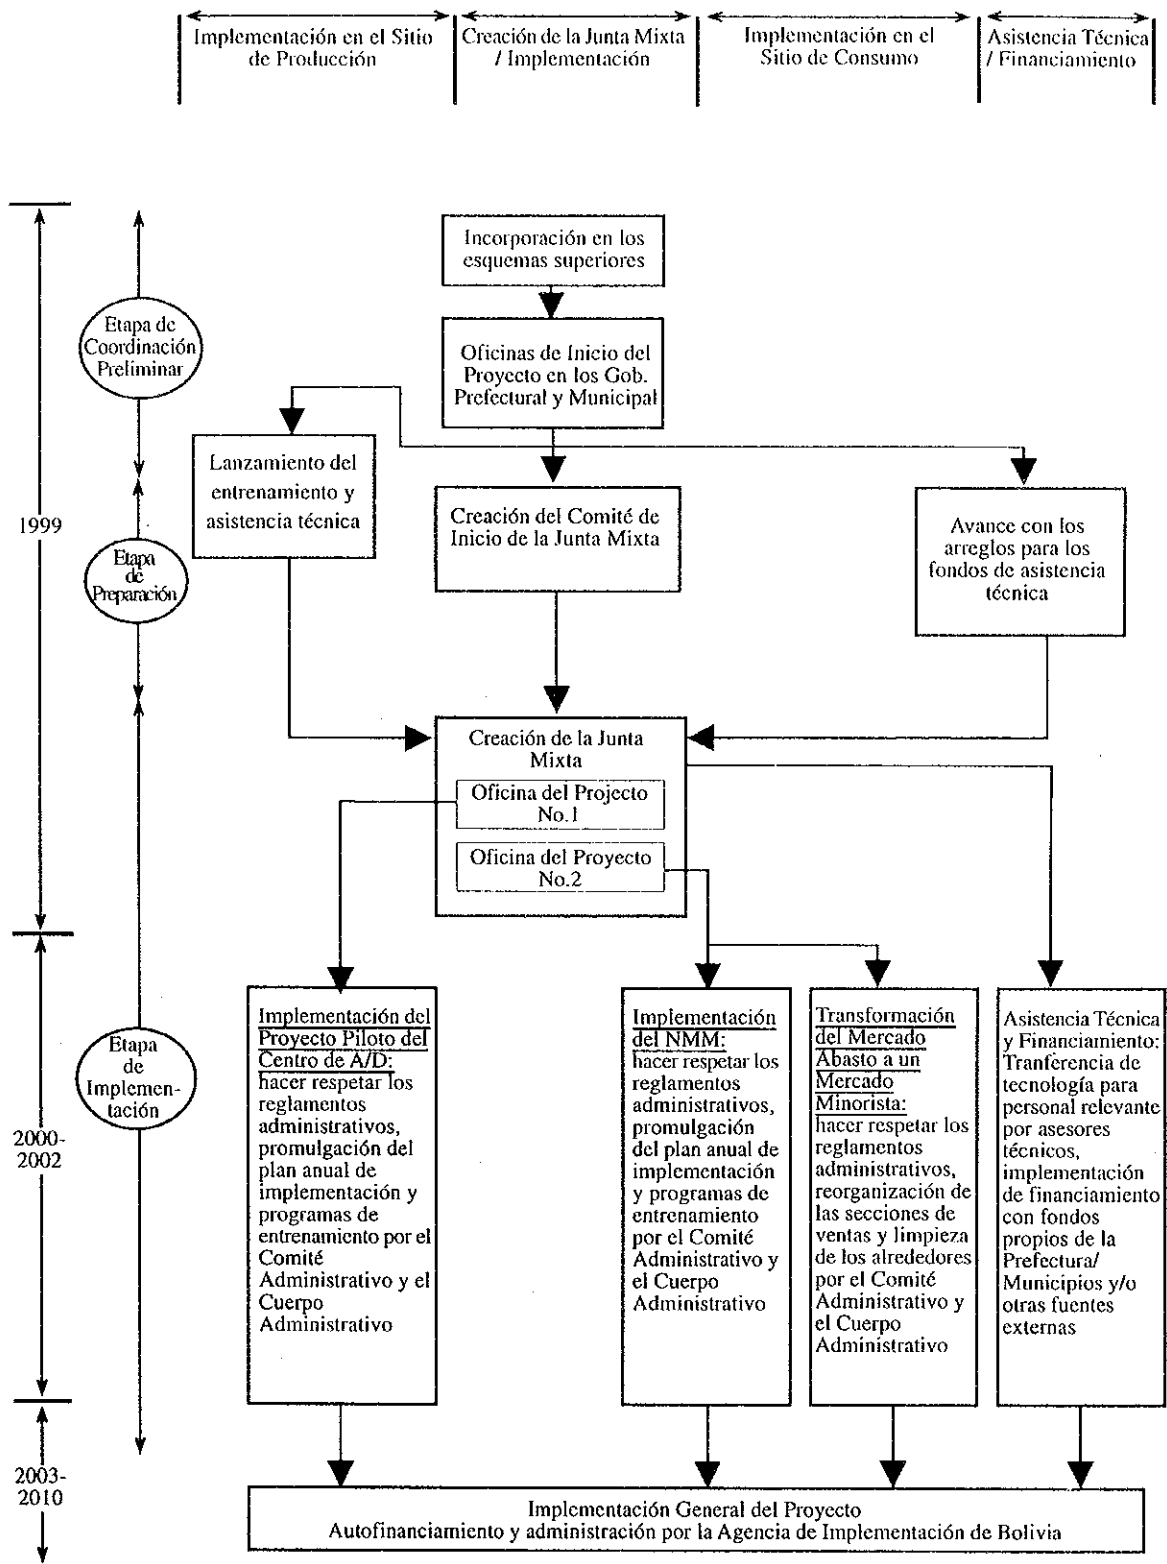 Implementación en el Sitio
de Producción
Creación de la Junta Mixta
/ Implementación
Implementación en el
Sitio de Consumo
Asistencia Técnica
/ Financiamiento
Incorporación en los
esquemas superiores
Etapa de
Coordinación
Preliminar
Oficinas de Inicio del
Proyecto en los Gob.
Prefectural y Municipal
Lanzamiento del
entrenamiento y
asistencia técnica
Creación del Comité de
Inicio de la Junta Mixta
Avance con los
arreglos para los
fondos de asistencia
técnica
1999
Etapa
de
Preparación
Creación de la Junta
Mixta
Oficina del Projecto
No.1
Oficina del Proyecto
No.2
Etapa
de
Implemen-
tación
2000-
2002
Implementación del
Proyecto Piloto del
Centro de A/D:
hacer respetar los
reglamentos
administrativos,
promulgación del
plan anual de
implementación y
programas de
entrenamiento por el
Comité
Administrativo y el
Cuerpo
Administrativo
Implementación
del NMM:
hacer respetar los
reglamentos
administrativos,
promulgación
del plan anual de
implementación
y programas de
entrenamiento
por el Comité
Administrativo y
el Cuerpo
Administrativo
Transformación
del Mercado
Abasto a un
Mercado
Minorista:
hacer respetar los
reglamentos
administrativos,
reorganización de
las secciones de
ventas y limpieza
de los alrededores
por el Comité
Administrativo y
el Cuerpo
Administrativo
Asistencia Técnica
y Financiamiento:
Tranferencia de
tecnología para
personal relevante
por asesores
técnicos,
implementación
de financiamiento
con fondos
propios de la
Prefectura/
Municipios y/o
otras fuentes
externas
2003-
2010
Implementación General del Proyecto
Autofinanciamiento y administración por la Agencia de Implementación de Bolivia